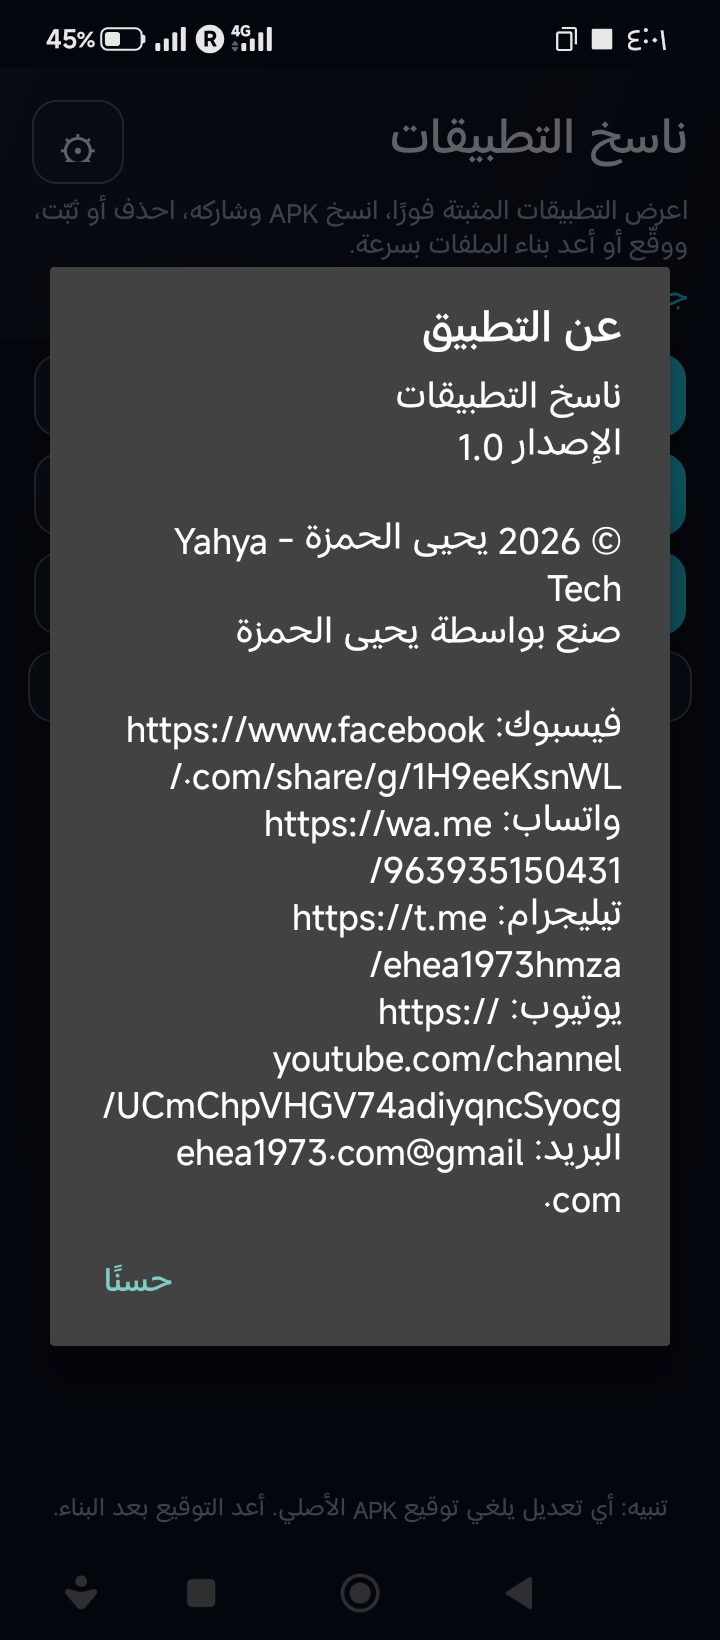 45%
4G
R
٤:٠١
ناسخ التطبيقات
اعرض التطبيقات المثبتة فورًا، انسخ APK وشاركه، احذف أو ثبّت،
ووقّع أو أعد بناء الملفات بسرعة.
عن التطبيق
ناسخ التطبيقات
الإصدار 1.0
© 2026 يحيى الحمزة - Yahya
Tech
صنع بواسطة يحيى الحمزة
فيسبوك: https://www.facebook
.com/share/g/1H9eeKsnWL/
واتساب: https://wa.me
/963935150431
تيليجرام: https://t.me
/ehea1973hmza
يوتيوب: https://
youtube.com/channel
/UCmChpVHGV74adiyqncSyocg
البريد: ehea1973.com@gmail
.com
حسنًا
تنبيه: أي تعديل يلغي توقيع APK الأصلي. أعد التوقيع بعد البناء.